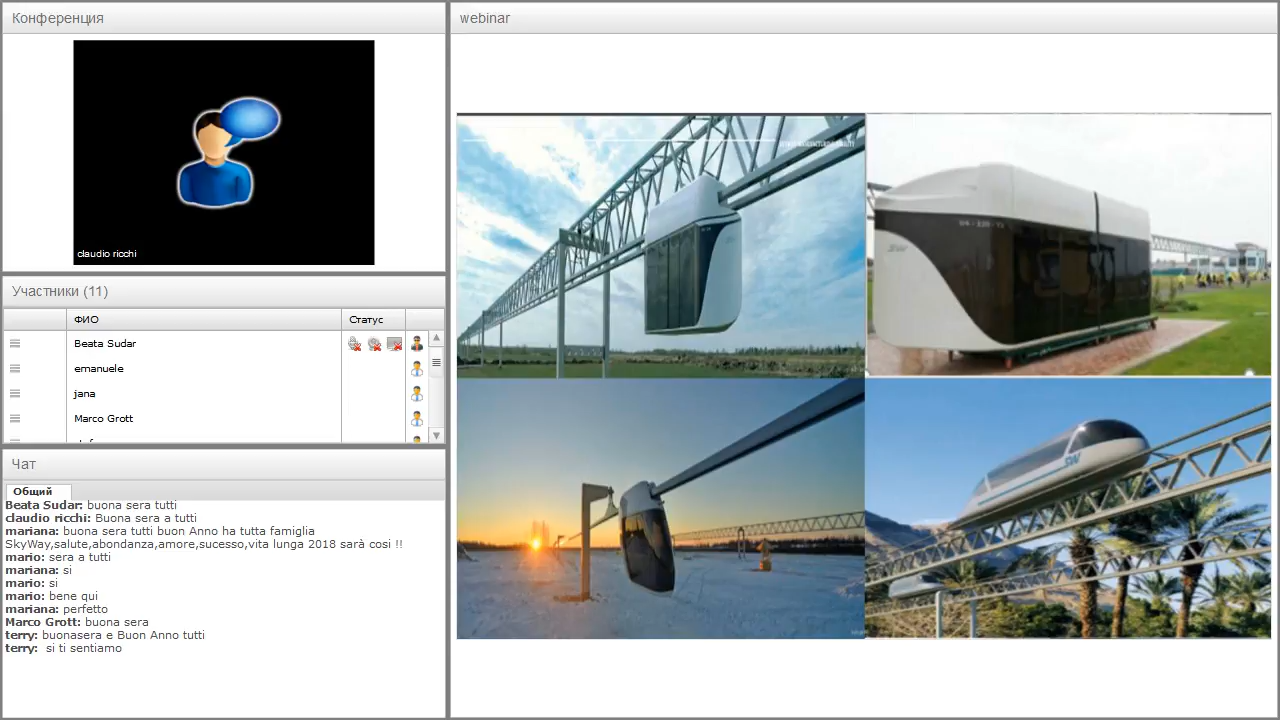 Конференция
claudio ricchi
Участники (11)
ФИО Статус
Beata Sudar
emanuele
jana
Marco Grott
Чат
Общий
Beata Sudar: buona sera tutti
claudio ricchi: Buona sera a tutti
mariana: buona sera tutti buon Anno ha tutta famiglia
SkyWay,salute,abondanza,amore,sucesso,vita lunga 2018 sarà cosi !!
mario: sera a tutti
mariana: si
mario: si
mario: bene qui
mariana: perfetto
Marco Grott: buona sera
terry: buonasera e Buon Anno tutti
terry: si ti sentiamo
webinar
SW
SW